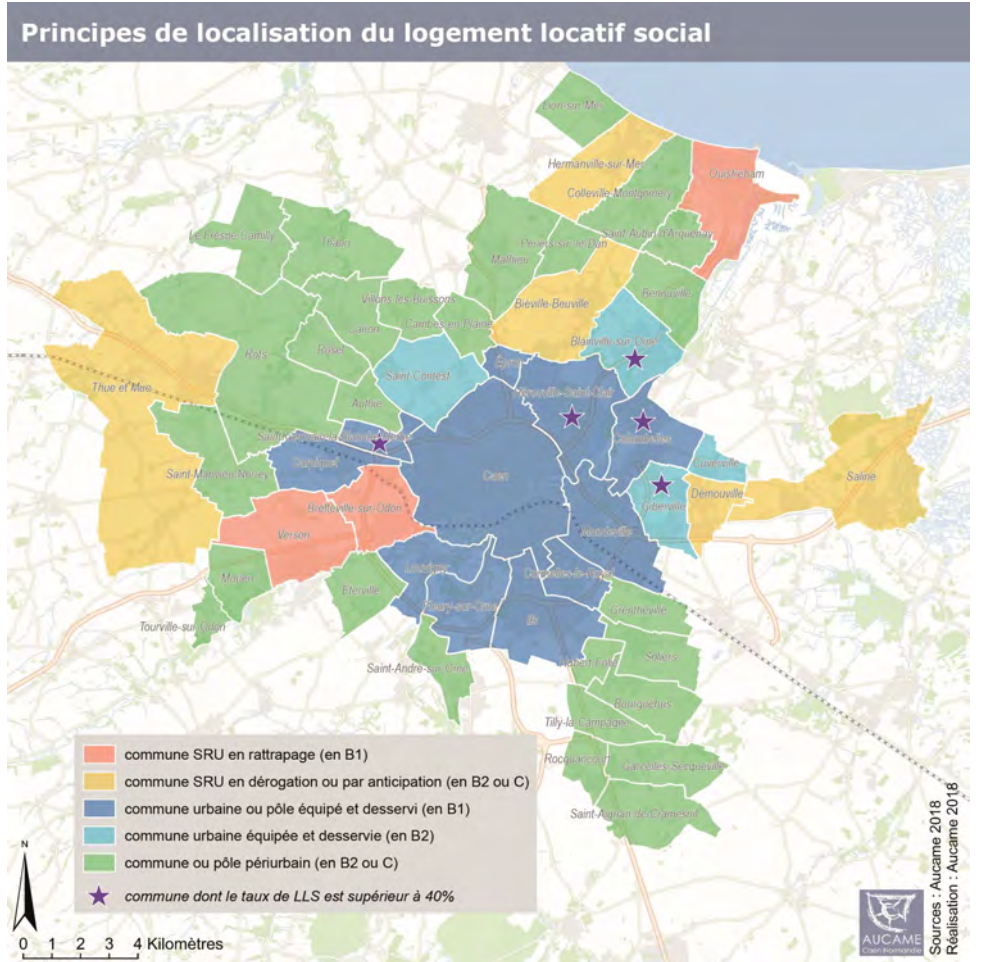 Principes de localisation du logement locatif social
Lion-sur-Mer
Hermanville-sur-Mer
Ouistreham
Colleville-Montgomery
Saint-Aubin-d'Arquenay
Le Fresne-Camilly
Thaon
Périers-sur-le-Dan
Mathieu
Bénouville
Villons-les-Buissons
Biéville-Beuville
Cairon
Cambes-en-Plaine
Blainville-sur-Orne
Rots
Rosel
Épron
Saint-Contest
Thue et Mue
Authie
Hérouville-Saint-Clair
Colombelles
Cuverville
Carpiquet
Caen
Saint-Manvieu-Norrey
Saline
Démouville
Giberville
Bretteville-sur-Odon
Verson
Mondeville
Louvigny
Cormelles-le-Royal
Mouen
Éterville
Fleury-sur-Orne
Ifs
Grentheville
Tourville-sur-Odon
Saint-André-sur-Orne
Hubert-Folie
Soliers
Bourguébus
Tilly-la-Campagne
Rocquancourt
Garcelles-Secqueville
Saint-Aignan-de-Cramesnil
commune SRU en rattrapage (en B1)
commune SRU en dérogation ou par anticipation (en B2 ou C)
commune urbaine ou pôle équipé et desservi (en B1)
commune urbaine équipée et desservie (en B2)
commune ou pôle périurbain (en B2 ou C)
commune dont le taux de LLS est supérieur à 40%
N
0 1 2 3 4 Kilomètres
AUCAME
Caen Normandie
Sources : Aucame 2018
Réalisation : Aucame 2018